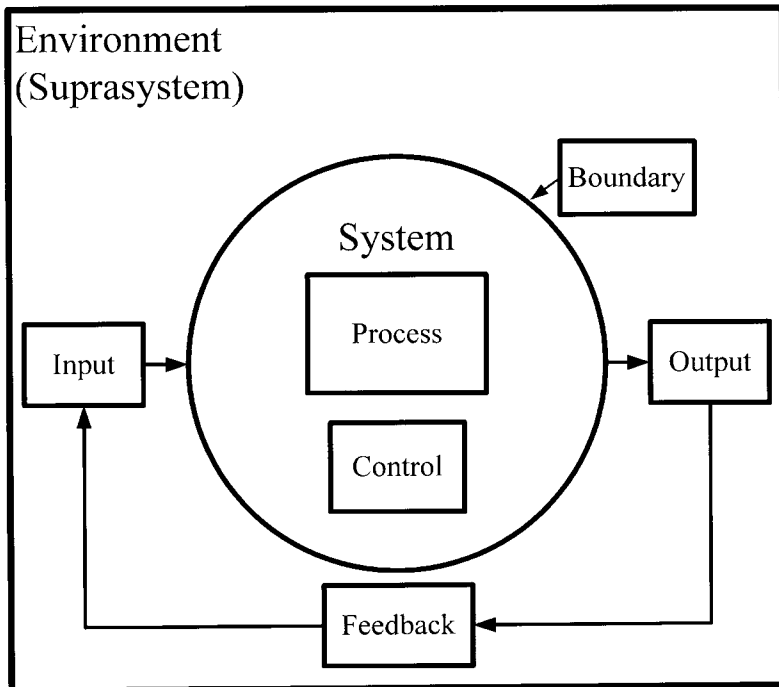 Environment
(Suprasystem)
Boundary
System
Process
Input
Output
Control
Feedback